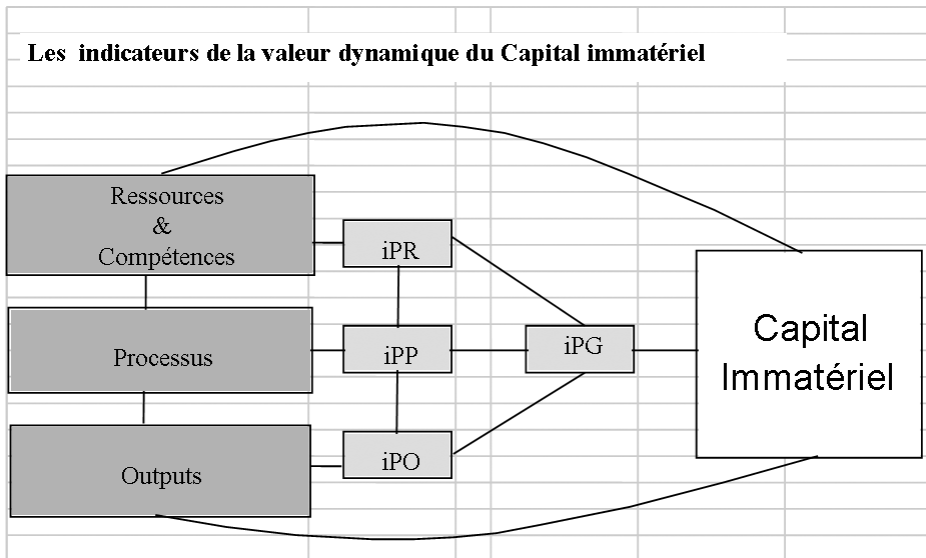 Les indicateurs de la valeur dynamique du Capital immatériel
Ressources
&
Compétences
iPR
Processus
iPP
iPG
Capital
Immatériel
Outputs
iPO